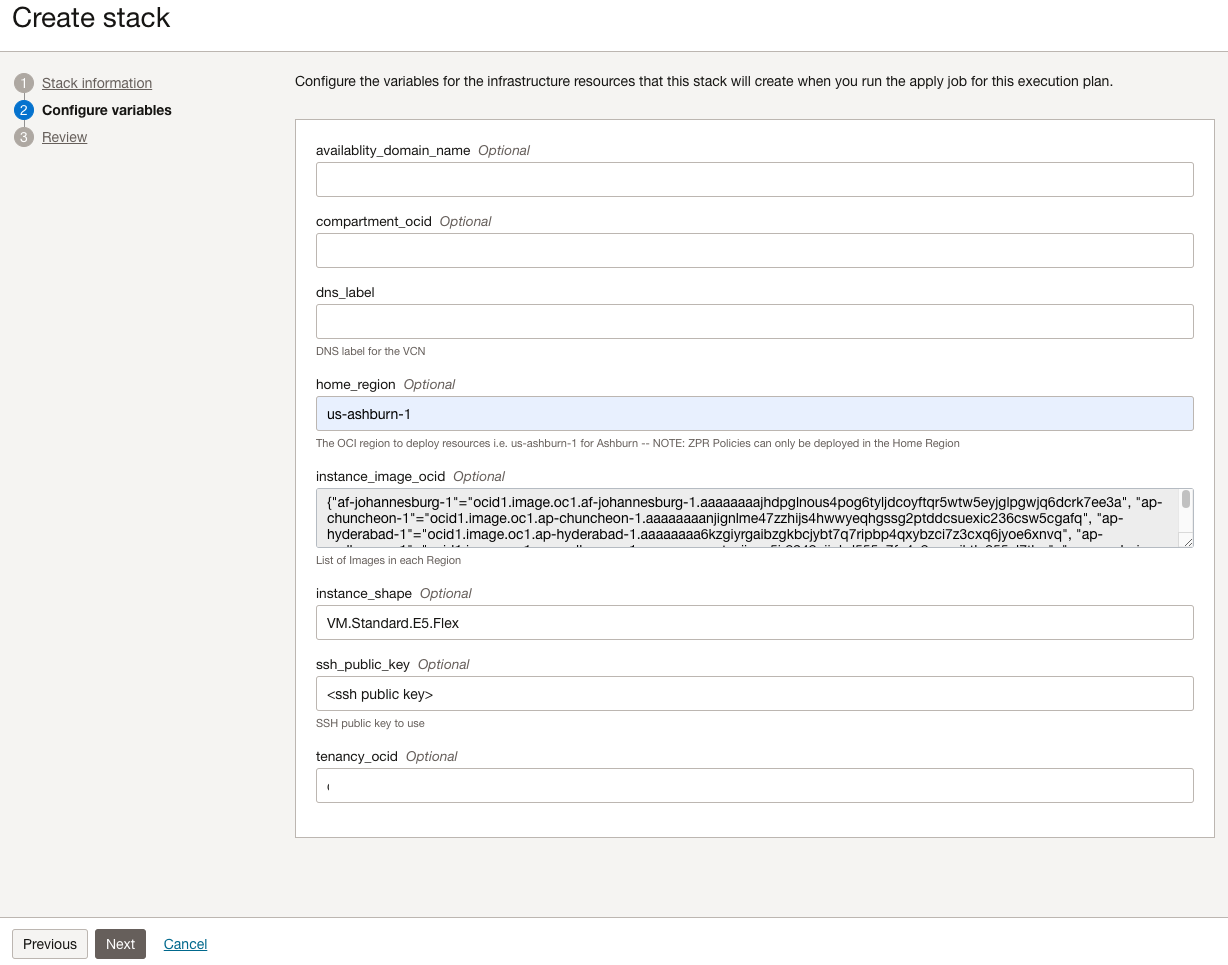 Create stack
1 Stack information
2 Configure variables
3 Review
Configure the variables for the infrastructure resources that this stack will create when you run the apply job for this execution plan.
availablity_domain_name Optional
compartment_ocid Optional
dns_label
DNS label for the VCN
home_region Optional
us-ashburn-1
The OCI region to deploy resources i.e. us-ashburn-1 for Ashburn -- NOTE: ZPR Policies can only be deployed in the Home Region
instance_image_ocid Optional
{"af-johannesburg-1"="ocid1.image.oc1.af-johannesburg-1.aaaaaaaajhdpglnous4pog6tyljdcoyftqr5wtw5eyjglpgwjq6dcrk7ee3a", "ap-
chuncheon-1"="ocid1.image.oc1.ap-chuncheon-1.aaaaaaaanjignlme47zzhijs4hwwyeqhgssg2ptddcsuexic236csw5cgafq", "ap-
hyderabad-1"="ocid1.image.oc1.ap-hyderabad-1.aaaaaaaa6kzgiyrgaibzgkbcjybt7q7ripbp4qxybzci7z3cxq6jyoe6xnvq", "ap-
List of Images in each Region
instance_shape Optional
VM.Standard.E5.Flex
ssh_public_key Optional
<ssh public key>
SSH public key to use
tenancy_ocid Optional
Previous Next Cancel